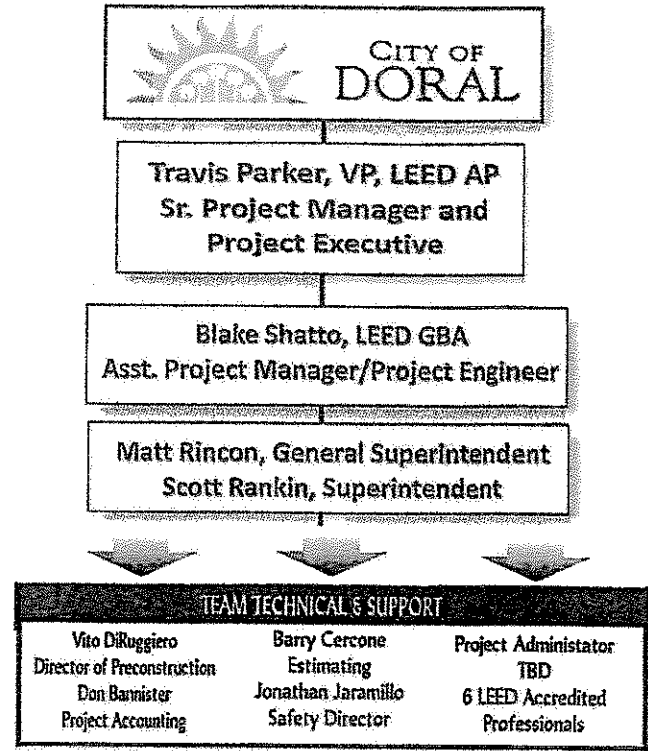 CITY OF
DORAL
Travis Parker, VP, LEED AP
Sr. Project Manager and
Project Executive
Blake Shatto, LEED GBA
Asst. Project Manager/Project Engineer
Matt Rincon, General Superintendent
Scott Rankin, Superintendent
TEAM TECHNICAL & SUPPORT
Vito DiRuggiero
Director of Preconstruction
Don Bannister
Project Accounting
Barry Cercone
Estimating
Jonathan Jaramillo
Safety Director
Project Administator
TBD
6 LEED Accredited
Professionals